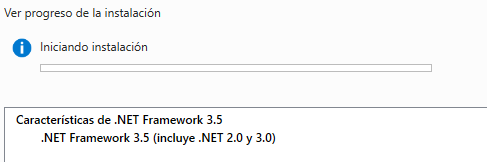 Ver progreso de la instalación
Iniciando instalación
Características de .NET Framework 3.5
.NET Framework 3.5 (incluye .NET 2.0 y 3.0)